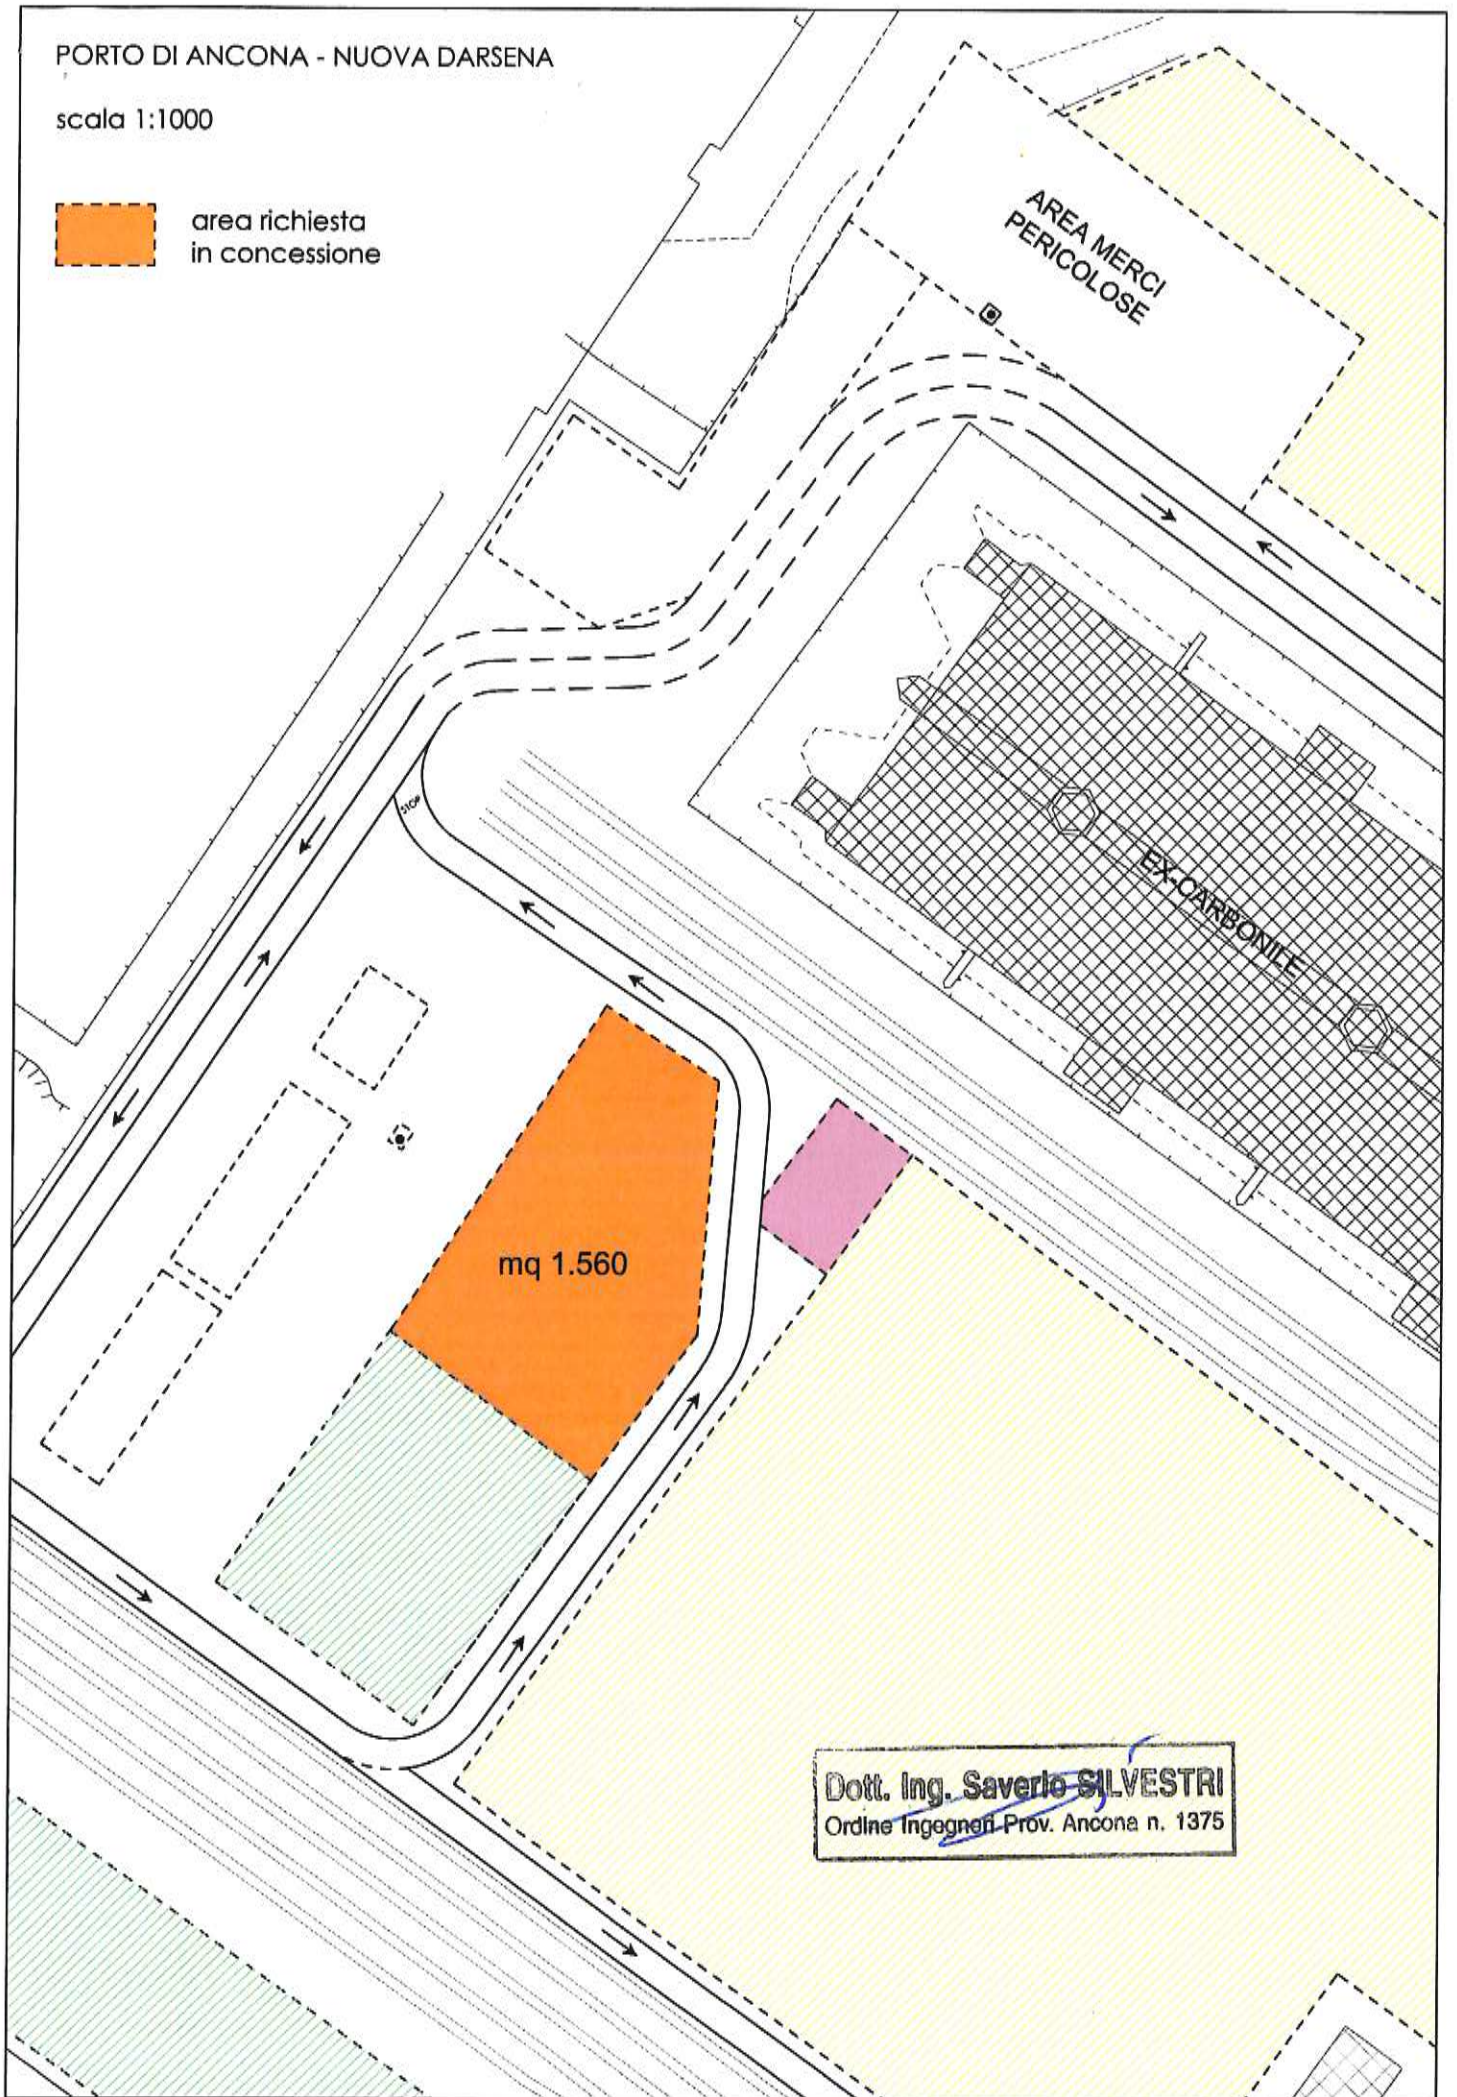 PORTO DI ANCONA - NUOVA DARSENA
scala 1:1000
area richiesta
in concessione
AREA MERCI
PERICOLOSE
STOP
EX-CARBONILE
mq 1.560
Dott. Ing. Saverio SILVESTRI
Ordine Ingegneri Prov. Ancona n. 1375